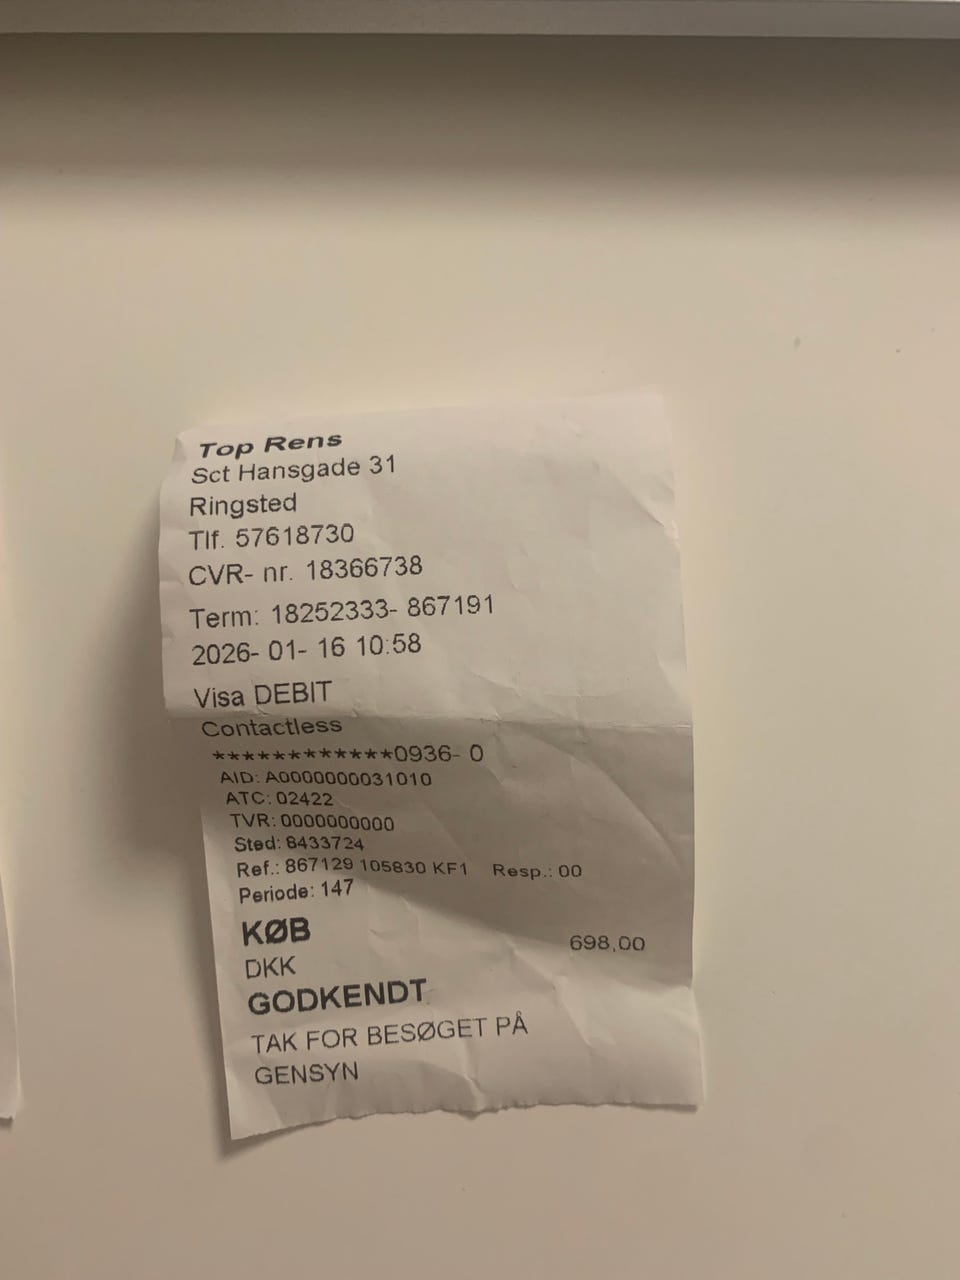 Top Rens
Sct Hansgade 31
Ringsted
Tlf. 57618730
CVR- nr. 18366738
Term: 18252333- 867191
2026- 01- 16 10:58
Visa DEBIT
Contactless
************0936- 0
AID: A0000000031010
ATC: 02422
TVR: 0000000000
Sted: 8433724
Ref.: 867129 105830 KF1 Resp.: 00
Periode: 147
KØB 698,00
DKK
GODKENDT
TAK FOR BESØGET PÅ
GENSYN